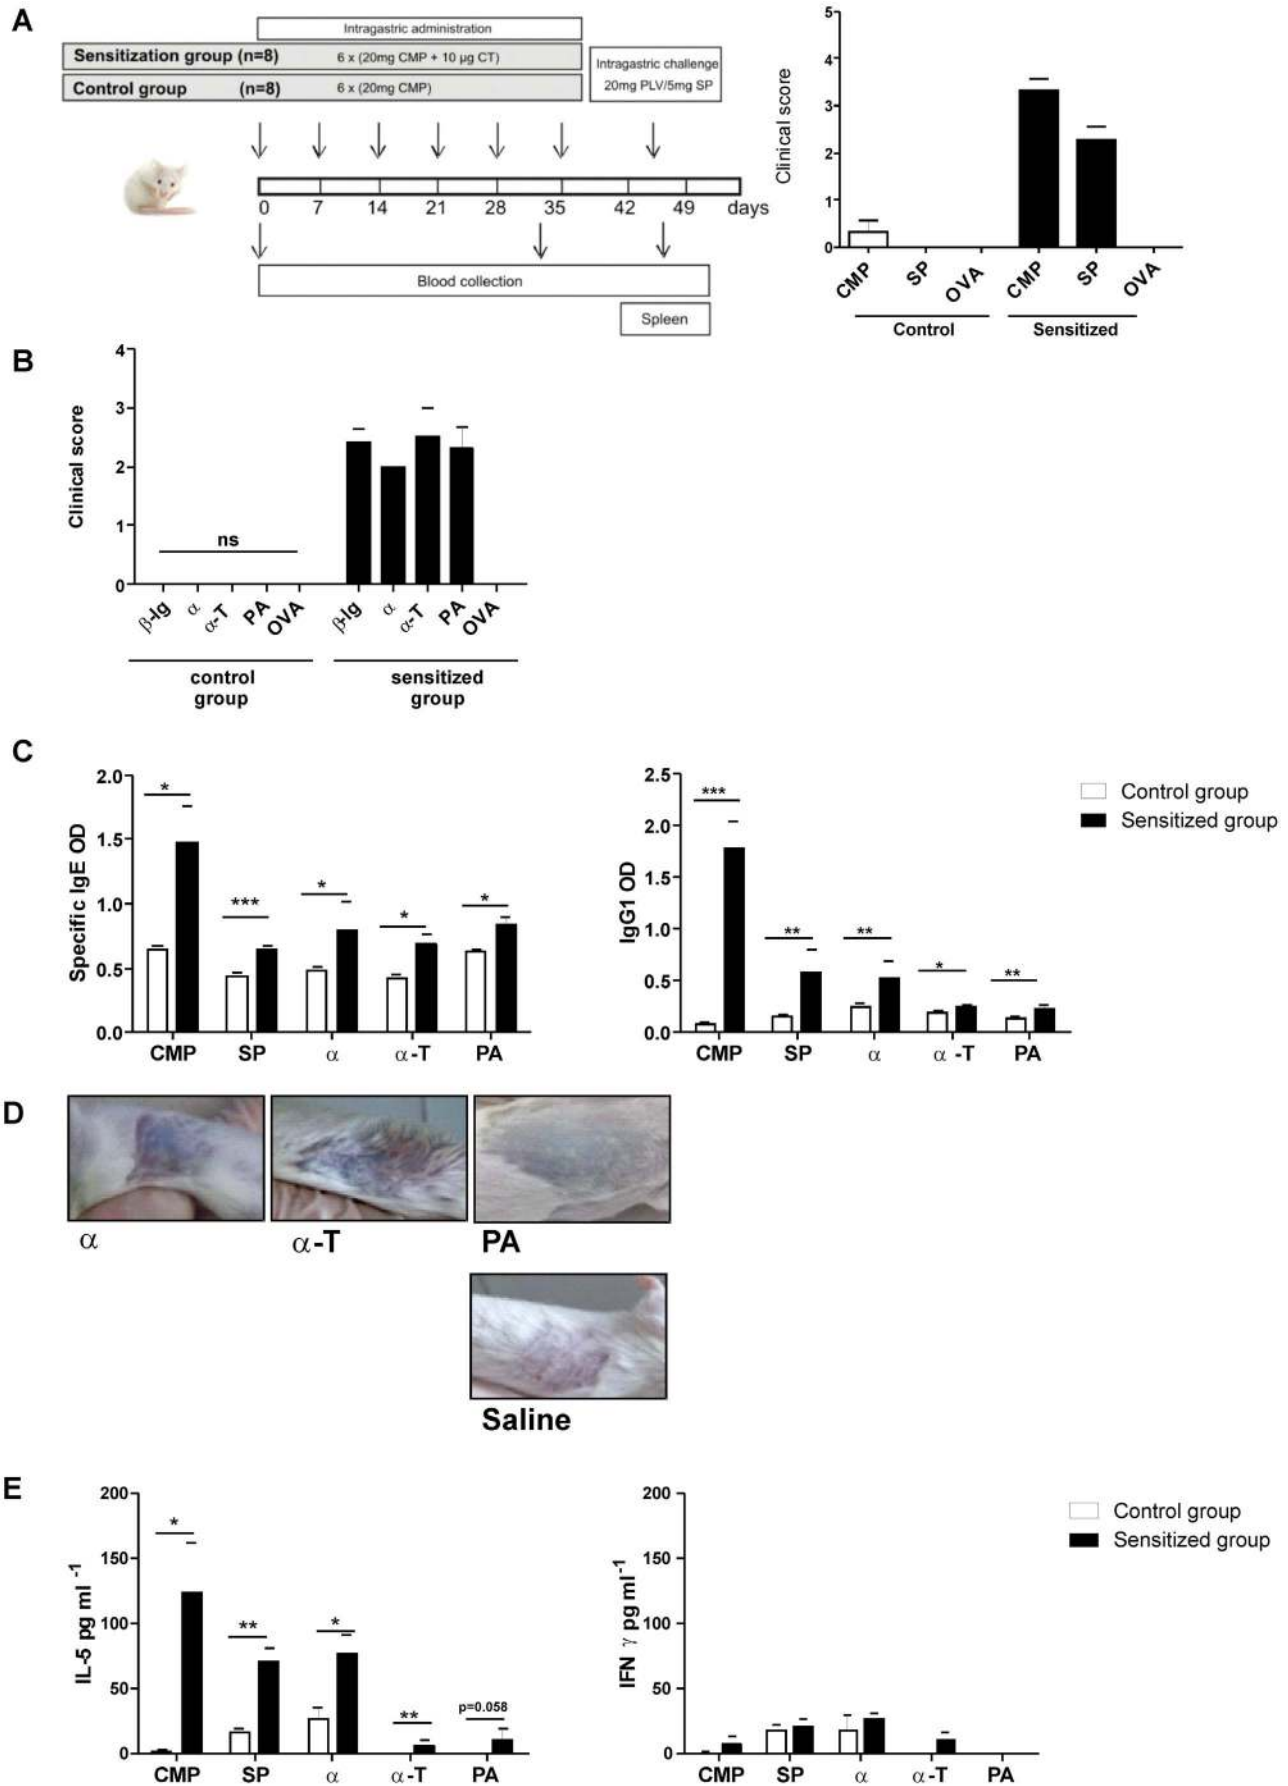 A
Intragastric administration
Sensitization group (n=8) 6 x (20mg CMP + 10 µg CT)
Control group (n=8) 6 x (20mg CMP)
Intragastric challenge
20mg PLV/5mg SP
0 7 14 21 28 35 42 49 days
Blood collection
Spleen
Clinical score
5
4
3
2
1
0
CMP SP OVA CMP SP OVA
Control Sensitized
B
Clinical score
4
3
2
1
0
ns
β-lg α α-T PA OVA β-lg α α-T PA OVA
control group
sensitized group
C
Specific IgE OD
2.0
1.5
1.0
0.5
0.0
* *** * * *
CMP SP α α-T PA
IgG1 OD
2.5
2.0
1.5
1.0
0.5
0.0
*** ** ** * **
CMP SP α α-T PA
Control group
Sensitized group
D
α α-T PA
Saline
E
IL-5 pg ml -1
200
150
100
50
0
* ** * ** p=0.058
CMP SP α α-T PA
IFN γ pg ml-1
200
150
100
50
0
CMP SP α α-T PA
Control group
Sensitized group